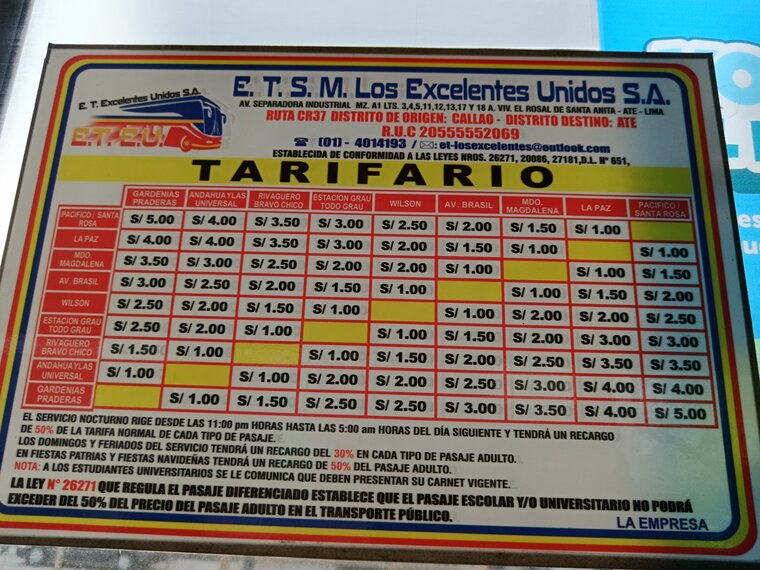 E. T. Excelentes Unidos S.A.
E.T.E.U.
E. T. S. M. Los Excelentes Unidos S.A.
AV. SEPARADORA INDUSTRIAL MZ. A1 LTS. 3,4,5,11,12,13,17 Y 18 A. VIV. EL ROSAL DE SANTA ANITA - ATE - LIMA
RUTA CR37 DISTRITO DE ORIGEN: CALLAO - DISTRITO DESTINO: ATE
R.U.C 20555552069
☎ (01) - 4014193 / ✉: et-losexcelentes@outlook.com
ESTABLECIDA DE CONFORMIDAD A LAS LEYES NROS. 26271, 20086, 27181,D.L. N° 651,
TARIFARIO
GARDENIAS PRADERAS ANDAHUAYLAS UNIVERSAL RIVAGUERO BRAVO CHICO ESTACION GRAU TODO GRAU WILSON AV. BRASIL MDO. MAGDALENA LA PAZ PACIFICO / SANTA ROSA
PACIFICO / SANTA ROSA S/ 5.00 S/ 4.00 S/ 3.50 S/ 3.00 S/ 2.50 S/ 2.00 S/ 1.50 S/ 1.00
LA PAZ S/ 4.00 S/ 4.00 S/ 3.50 S/ 3.00 S/ 2.00 S/ 1.50 S/ 1.00 S/ 1.00
MDO. MAGDALENA S/ 3.50 S/ 3.00 S/ 2.50 S/ 2.00 S/ 2.00 S/ 1.00 S/ 1.00 S/ 1.50
AV. BRASIL S/ 3.00 S/ 2.50 S/ 2.00 S/ 1.50 S/ 1.00 S/ 1.00 S/ 1.50 S/ 2.00
WILSON S/ 2.50 S/ 2.00 S/ 1.50 S/ 1.00 S/ 1.00 S/ 2.00 S/ 2.00 S/ 2.50
ESTACION GRAU TODO GRAU S/ 2.50 S/ 2.00 S/ 1.00 S/ 1.00 S/ 1.50 S/ 2.00 S/ 3.00 S/ 3.00
RIVAGUERO BRAVO CHICO S/ 1.50 S/ 1.00 S/ 1.00 S/ 1.50 S/ 2.00 S/ 2.50 S/ 3.50 S/ 3.50
ANDAHUAYLAS UNIVERSAL S/ 1.00 S/ 1.00 S/ 2.00 S/ 2.00 S/ 2.50 S/ 3.00 S/ 4.00 S/ 4.00
GARDENIAS PRADERAS S/ 1.00 S/ 1.50 S/ 2.50 S/ 2.50 S/ 3.00 S/ 3.50 S/ 4.00 S/ 5.00
EL SERVICIO NOCTURNO RIGE DESDE LAS 11:00 pm HORAS HASTA LAS 5:00 am HORAS DEL DÍA SIGUIENTE Y TENDRÁ UN RECARGO
DE 50% DE LA TARIFA NORMAL DE CADA TIPO DE PASAJE.
LOS DOMINGOS Y FERIADOS DEL SERVICIO TENDRÁ UN RECARGO DEL 30% EN CADA TIPO DE PASAJE ADULTO.
EN FIESTAS PATRIAS Y FIESTAS NAVIDEÑAS TENDRÁ UN RECARGO DE 50% DEL PASAJE ADULTO.
NOTA: A LOS ESTUDIANTES UNIVERSITARIOS SE LE COMUNICA QUE DEBEN PRESENTAR SU CARNET VIGENTE.
LA LEY N° 26271 QUE REGULA EL PASAJE DIFERENCIADO ESTABLECE QUE EL PASAJE ESCOLAR Y/O UNIVERSITARIO NO PODRÁ
EXCEDER DEL 50% DEL PRECIO DEL PASAJE ADULTO EN EL TRANSPORTE PÚBLICO.
LA EMPRESA